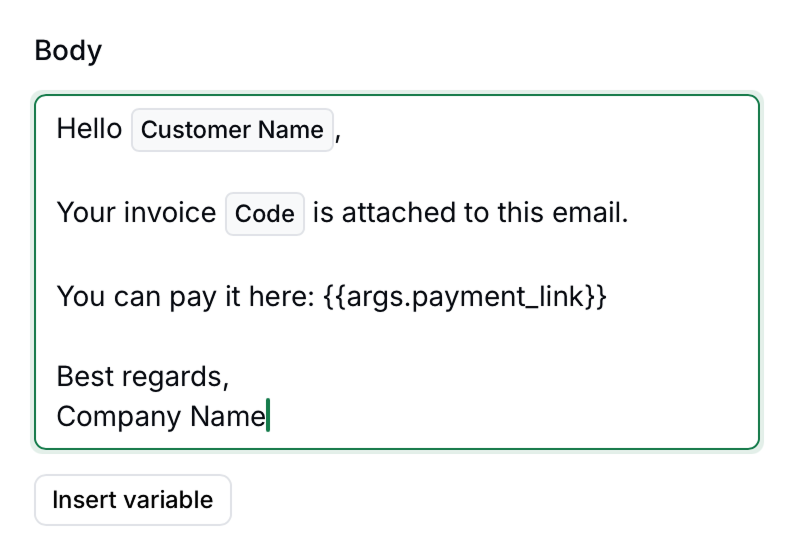 Body
Hello Customer Name,
Your invoice Code is attached to this email.
You can pay it here: {{args.payment_link}}
Best regards,
Company Name
Insert variable